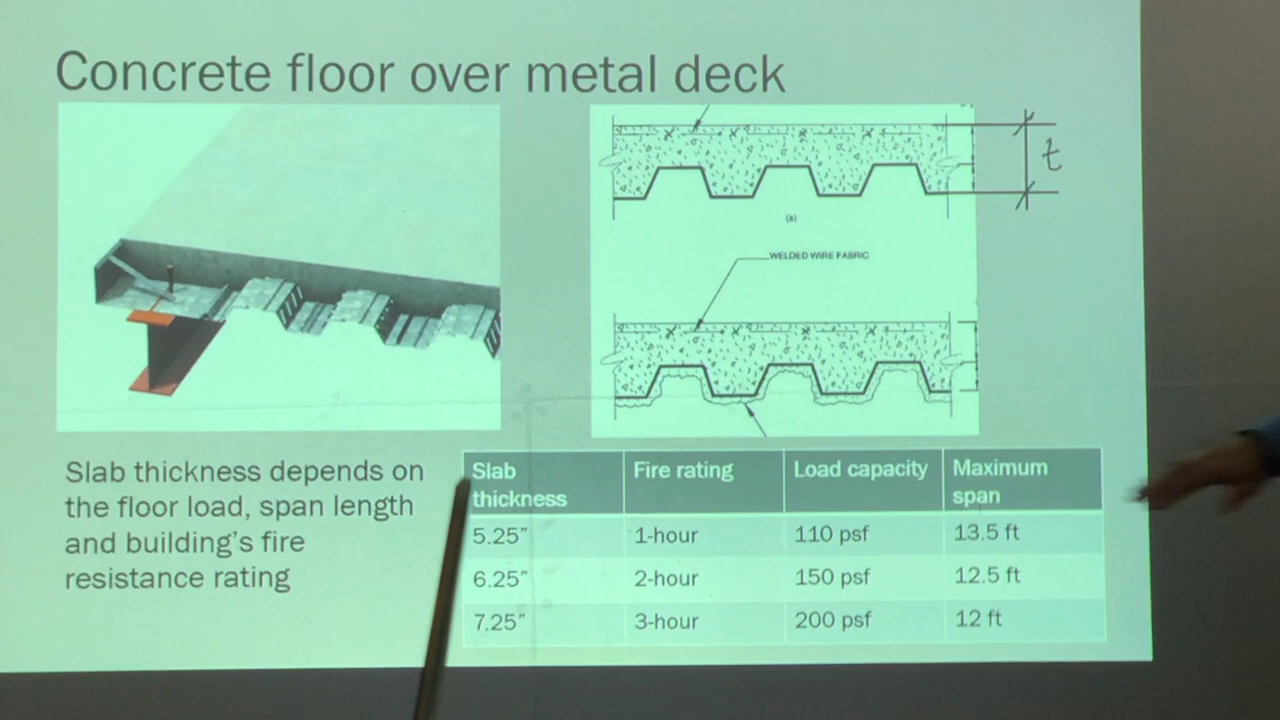 Concrete floor over metal deck
t
(a)
WELDED WIRE FABRIC
Slab thickness depends on
the floor load, span length
and building's fire
resistance rating
Slab thickness Fire rating Load capacity Maximum span
5.25" 1-hour 110 psf 13.5 ft
6.25" 2-hour 150 psf 12.5 ft
7.25" 3-hour 200 psf 12 ft